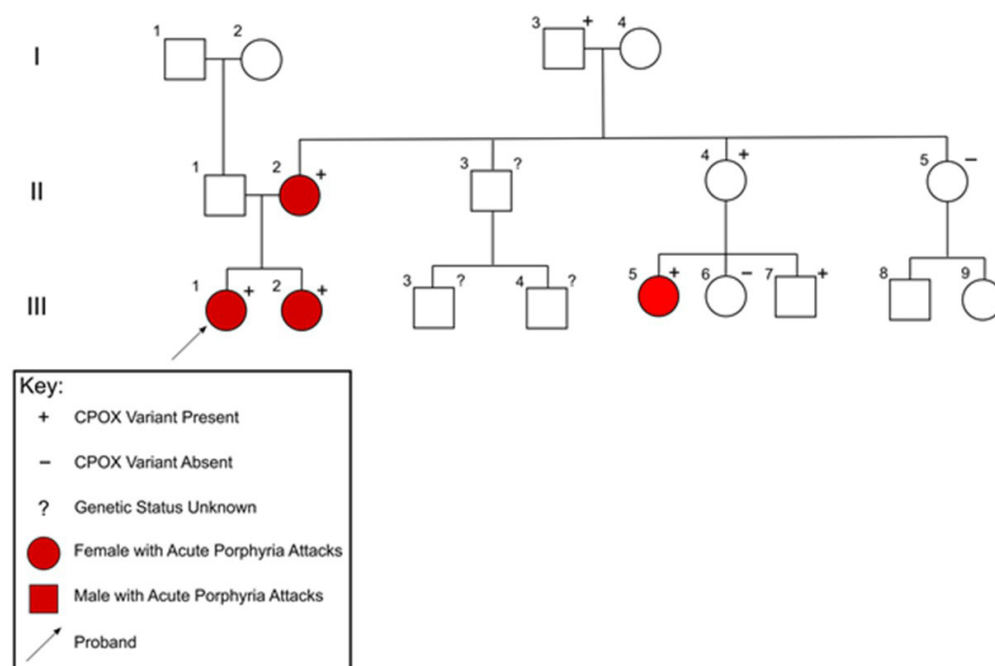 I 1 2 3 + 4
II 1 2 + 3 ? 4 + 5 −
III 1 + 2 + 3 ? 4 ? 5 + 6 − 7 + 8 9
Key:
+ CPOX Variant Present
− CPOX Variant Absent
? Genetic Status Unknown
Female with Acute Porphyria Attacks
Male with Acute Porphyria Attacks
Proband